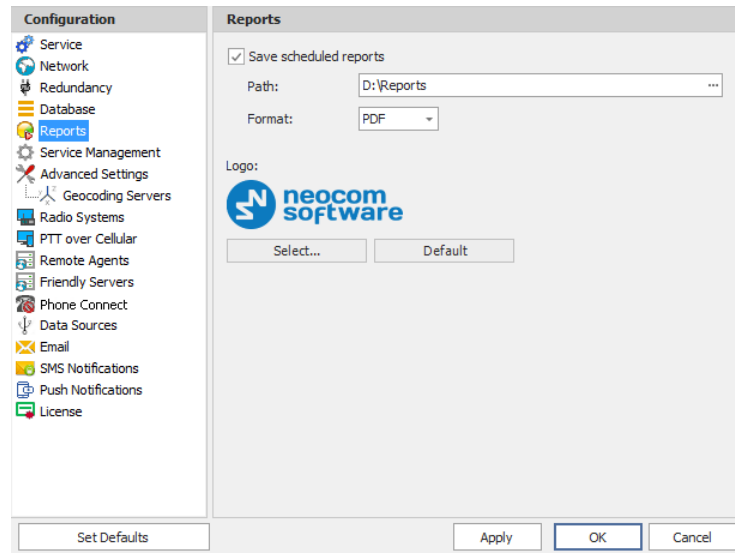 Configuration
Service
Network
Redundancy
Database
Reports
Service Management
Advanced Settings
Geocoding Servers
Radio Systems
PTT over Cellular
Remote Agents
Friendly Servers
Phone Connect
Data Sources
Email
SMS Notifications
Push Notifications
License
Set Defaults
Reports
Save scheduled reports
Path: D:\Reports ...
Format: PDF
Logo:
neocom
software
Select... Default
Apply OK Cancel